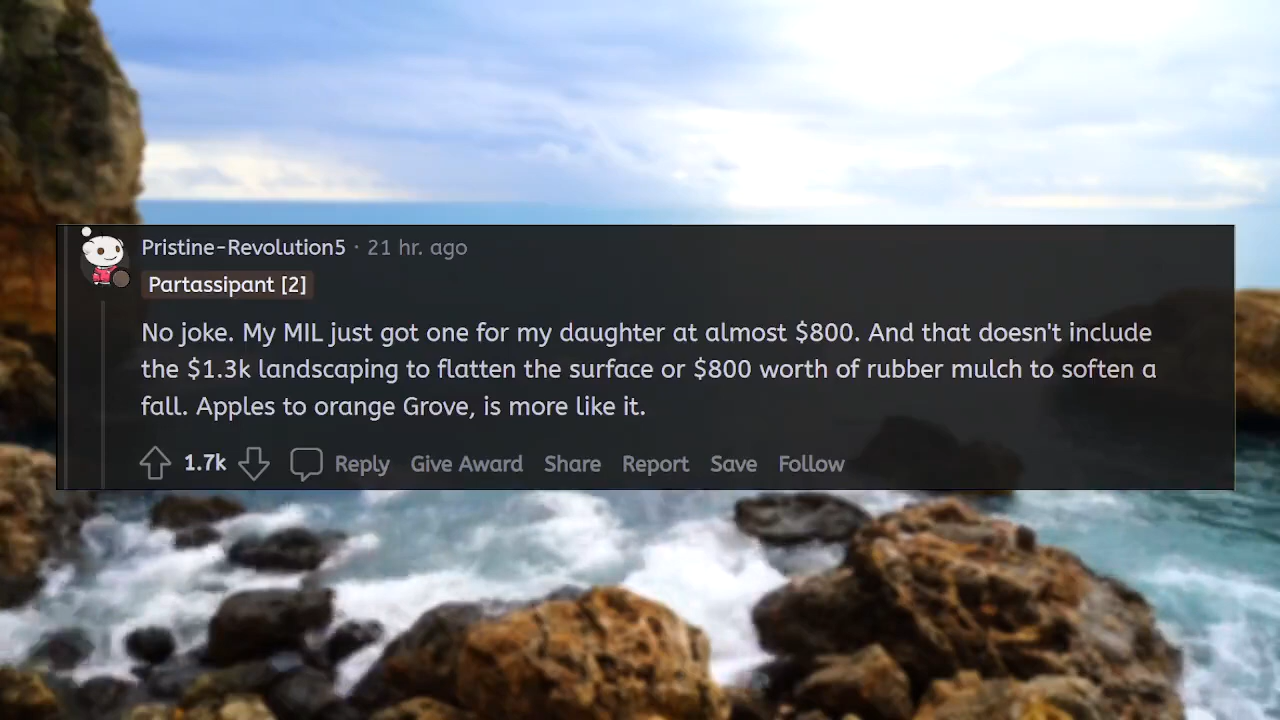 Pristine-Revolution5 · 21 hr. ago
Partassipant [2]
No joke. My MIL just got one for my daughter at almost $800. And that doesn't include
the $1.3k landscaping to flatten the surface or $800 worth of rubber mulch to soften a
fall. Apples to orange Grove, is more like it.
1.7k Reply Give Award Share Report Save Follow